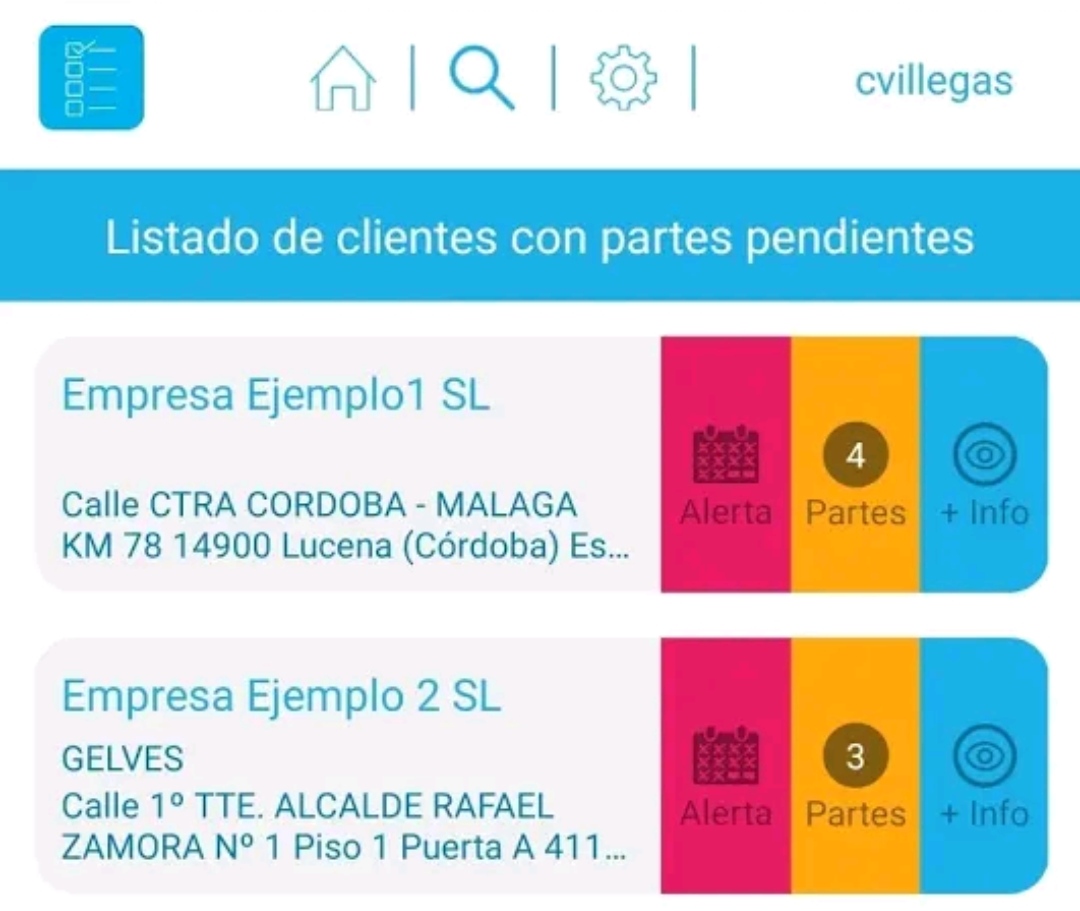 cvillegas
Listado de clientes con partes pendientes
Empresa Ejemplo1 SL
Calle CTRA CORDOBA - MALAGA
KM 78 14900 Lucena (Córdoba) Es...
Alerta
4
Partes
+ Info
Empresa Ejemplo 2 SL
GELVES
Calle 1º TTE. ALCALDE RAFAEL
ZAMORA Nº 1 Piso 1 Puerta A 411...
Alerta
3
Partes
+ Info